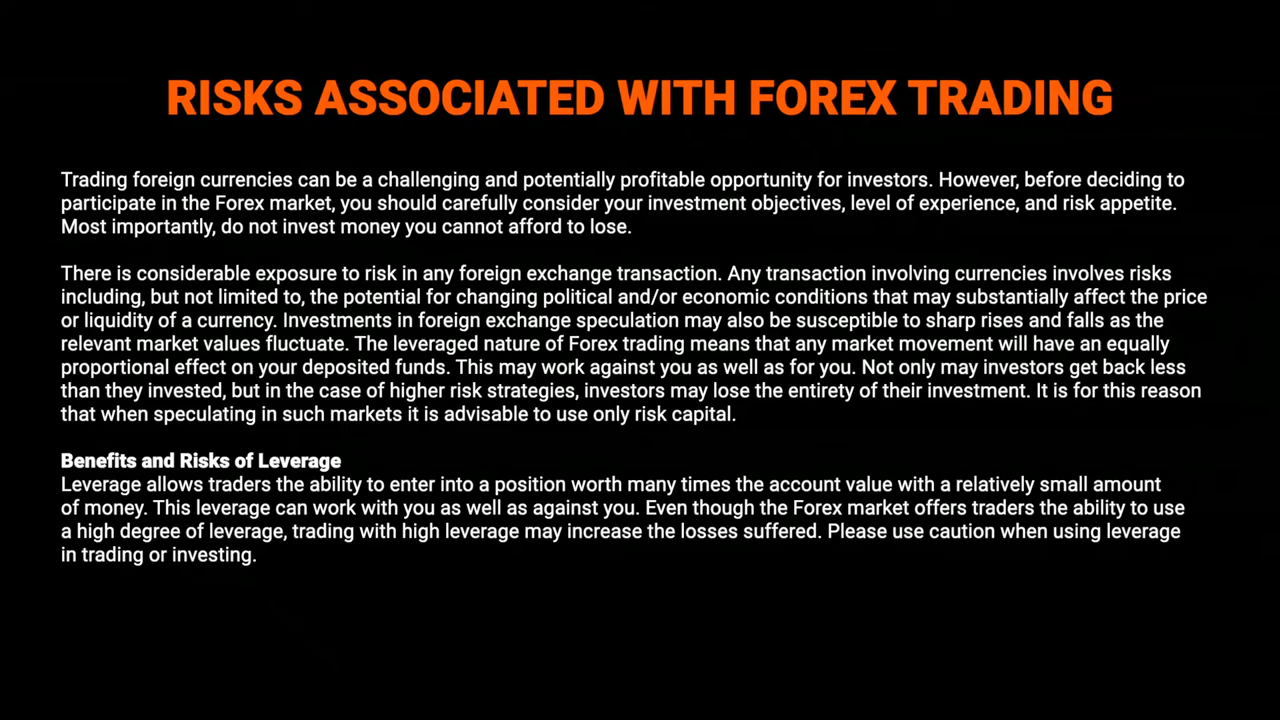 RISKS ASSOCIATED WITH FOREX TRADING
Trading foreign currencies can be a challenging and potentially profitable opportunity for investors. However, before deciding to
participate in the Forex market, you should carefully consider your investment objectives, level of experience, and risk appetite.
Most importantly, do not invest money you cannot afford to lose.
There is considerable exposure to risk in any foreign exchange transaction. Any transaction involving currencies involves risks
including, but not limited to, the potential for changing political and/or economic conditions that may substantially affect the price
or liquidity of a currency. Investments in foreign exchange speculation may also be susceptible to sharp rises and falls as the
relevant market values fluctuate. The leveraged nature of Forex trading means that any market movement will have an equally
proportional effect on your deposited funds. This may work against you as well as for you. Not only may investors get back less
than they invested, but in the case of higher risk strategies, investors may lose the entirety of their investment. It is for this reason
that when speculating in such markets it is advisable to use only risk capital.
Benefits and Risks of Leverage
Leverage allows traders the ability to enter into a position worth many times the account value with a relatively small amount
of money. This leverage can work with you as well as against you. Even though the Forex market offers traders the ability to use
a high degree of leverage, trading with high leverage may increase the losses suffered. Please use caution when using leverage
in trading or investing.